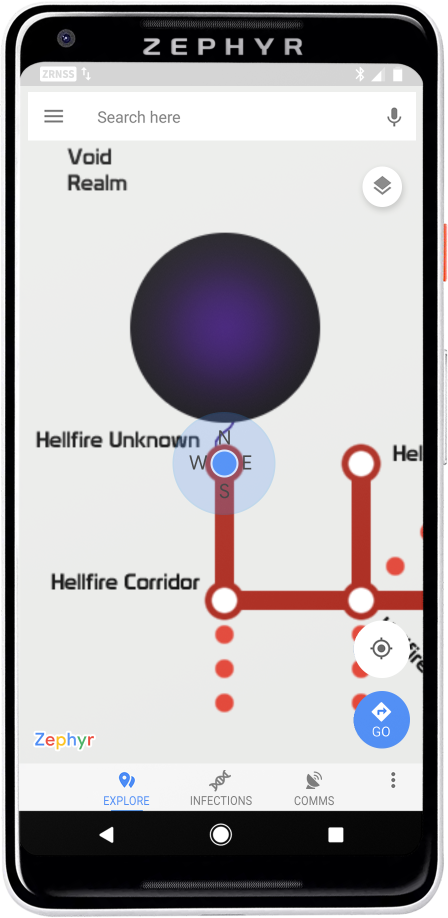 ZEPHYR
ZRNSS
Search here
Void
Realm
Hellfire Unknown
N
W E
S
Hel
Hellfire Corridor
Zephyr
GO
EXPLORE
INFECTIONS
COMMS